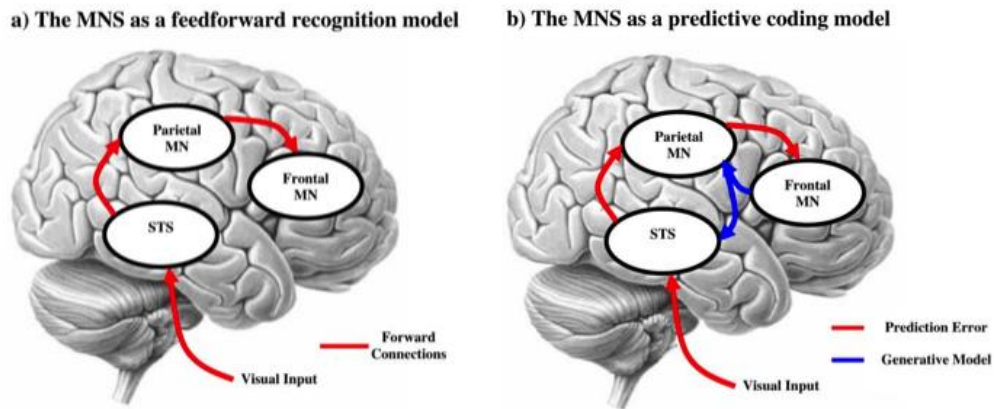 a) The MNS as a feedforward recognition model
Parietal
MN
Frontal
MN
STS
Forward
Connections
Visual Input
b) The MNS as a predictive coding model
Parietal
MN
Frontal
MN
STS
Prediction Error
Generative Model
Visual Input